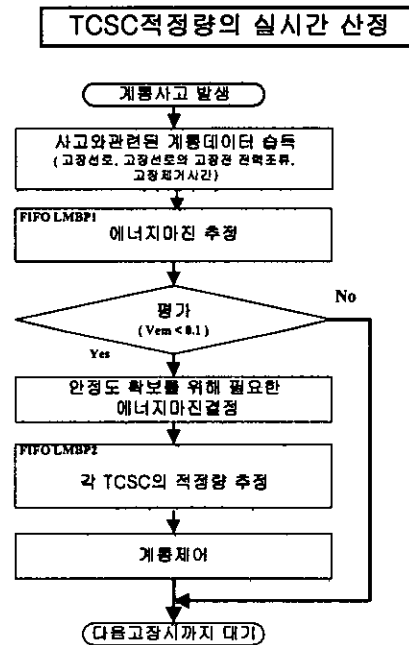 TCSC적정량의 실시간 산정
계통사고 발생
사고와관련된 계통데이터 습득
( 고장선로, 고장선로의 고장전 전력조류,
고장제거시간 )
FIFO LMBP1
에너지마진 추정
평가
( Vem < 0.1 )
No
Yes
안정도 확보를 위해 필요한
에너지마진결정
FIFO LMBP2
각 TCSC의 적정량 추정
계통제어
다음고장시까지 대기